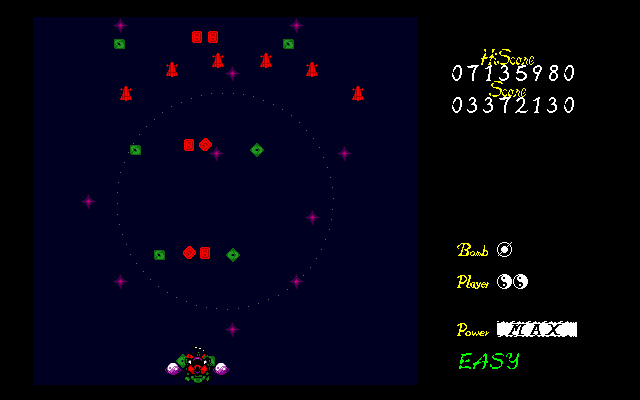 HiScore
07135980
Score
03372130
Bomb
Player
Power MAX
EASY